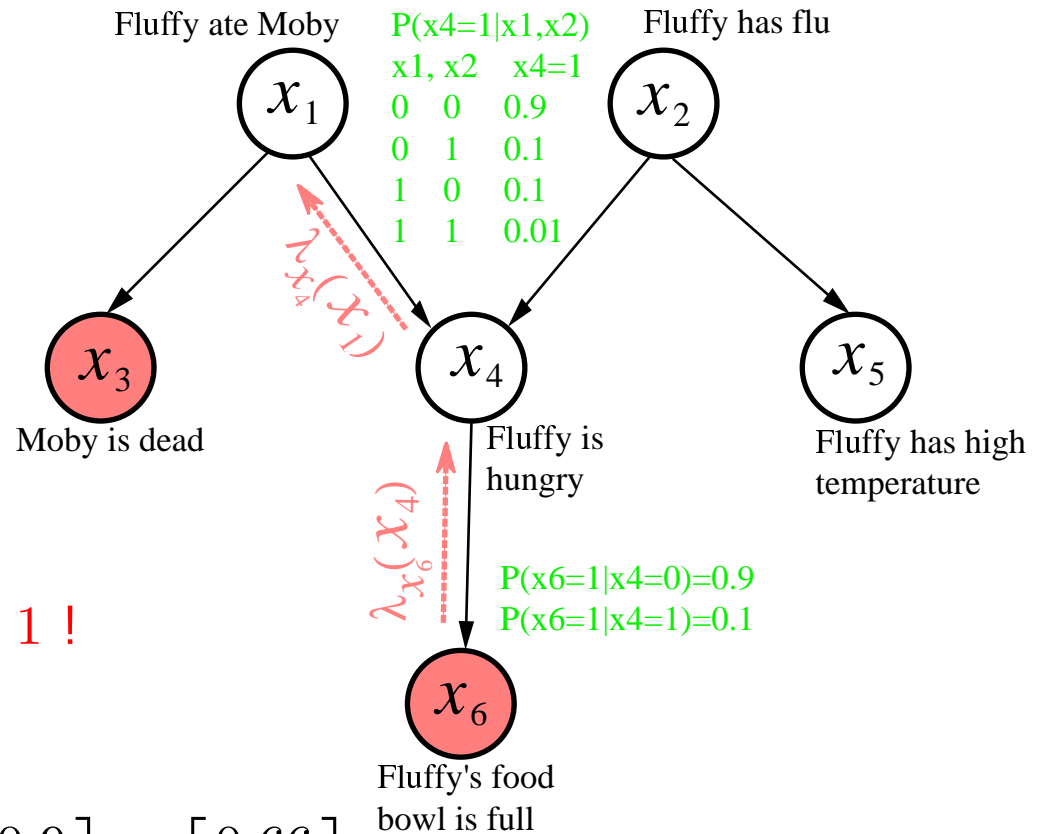 Fluffy ate Moby
P(x4=1|x1,x2)
Fluffy has flu
x1, x2 x4=1
0 0 0.9
0 1 0.1
1 0 0.1
1 1 0.01
x₁
x₂
λx₄(x₁)
x₃
x₄
x₅
Moby is dead
Fluffy is
hungry
Fluffy has high
temperature
λx₆(x₄)
P(x6=1|x4=0)=0.9
P(x6=1|x4=1)=0.1
1 !
x₆
Fluffy's food
bowl is full